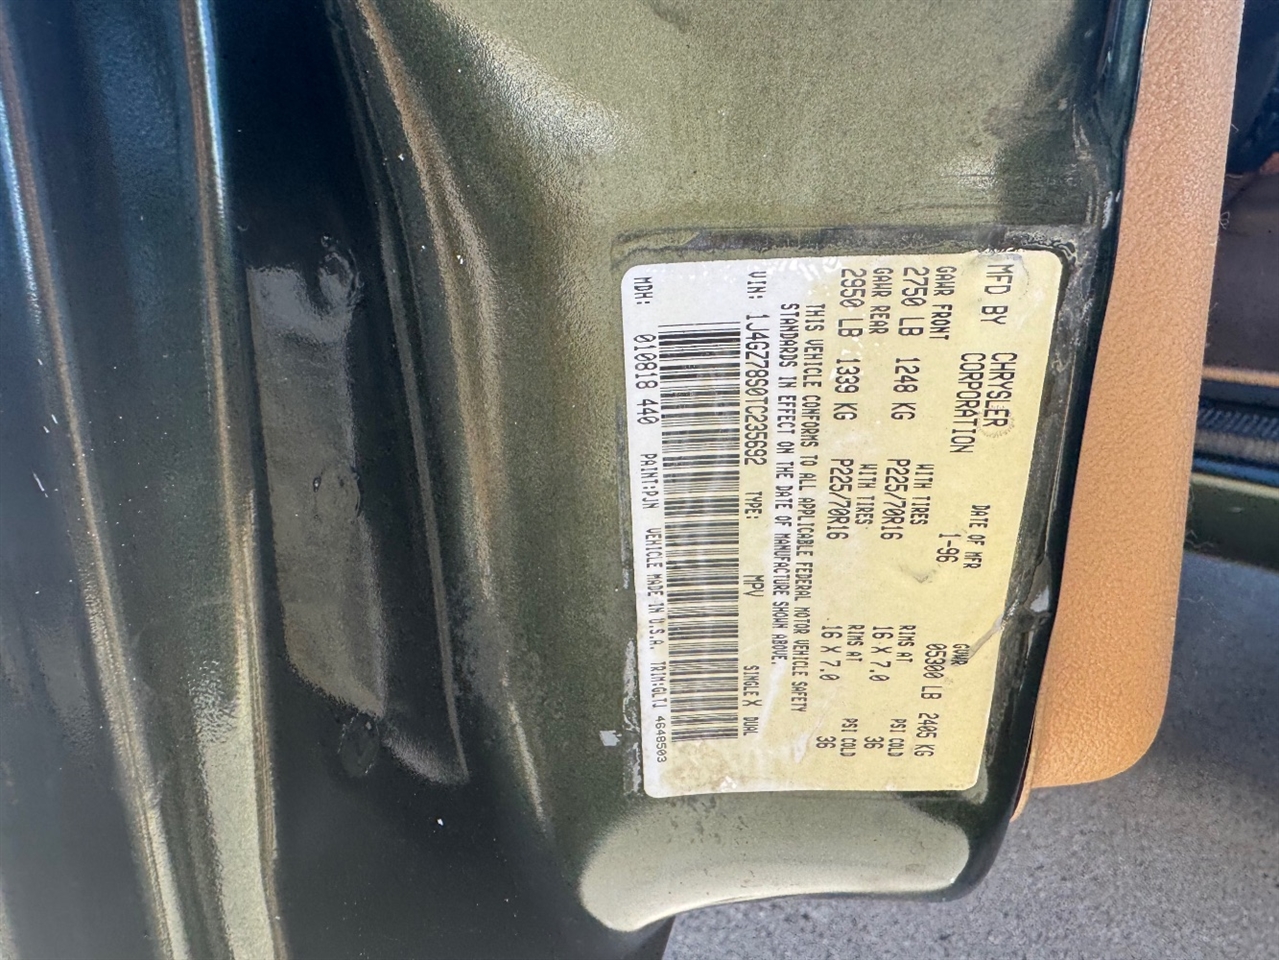 MFD BY CHRYSLER CORPORATION DATE OF MFR 1-96 GVWR 05300 LB 2405 KG
GAWR FRONT WITH TIRES RIMS AT PSI COLD
2750 LB 1248 KG P225/70R16 16 X 7.0 36
GAWR REAR WITH TIRES RIMS AT PSI COLD
2950 LB 1339 KG P225/70R16 16 X 7.0 36
THIS VEHICLE CONFORMS TO ALL APPLICABLE FEDERAL MOTOR VEHICLE SAFETY
STANDARDS IN EFFECT ON THE DATE OF MANUFACTURE SHOWN ABOVE.
VIN: 1J4GZ78S0TC235692 TYPE: MPV SINGLE X DUAL
MDH: 010818 440 PAINT:PJN VEHICLE MADE IN U.S.A. TRIM:GLTJ 4648503